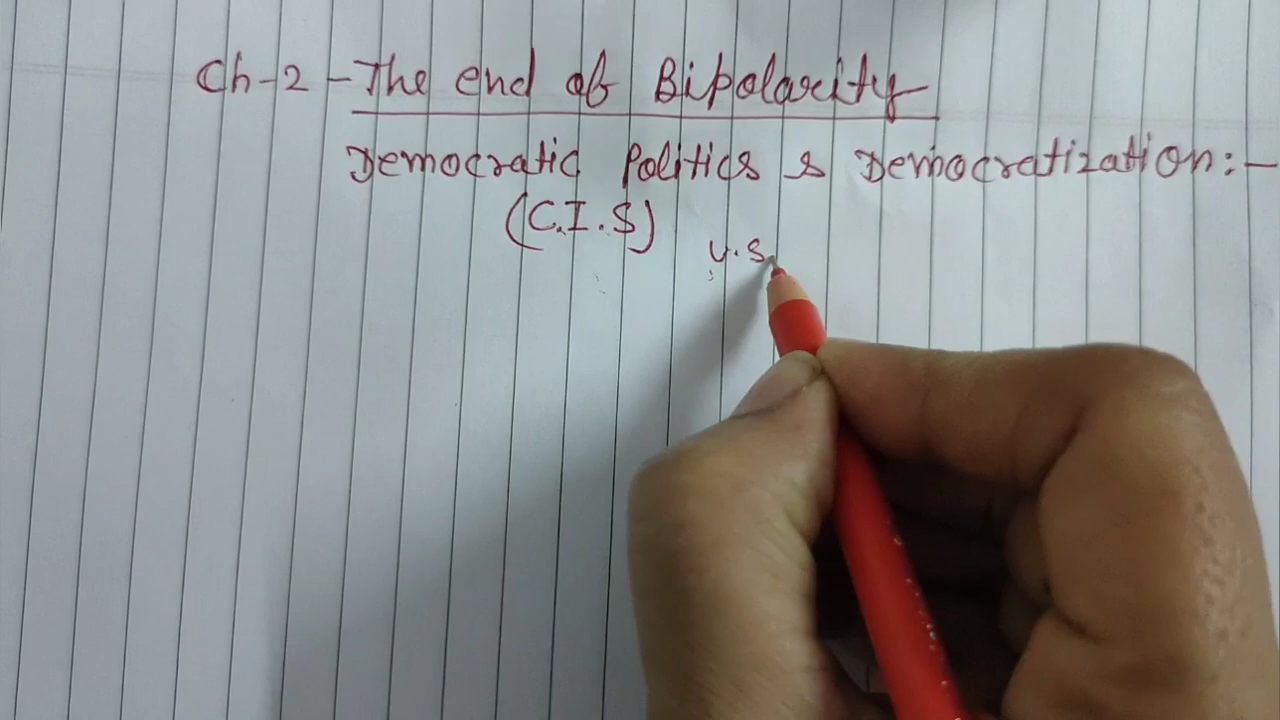 Ch-2 - The end of Bipolarity
Democratic Politics & Democratization:-
(C.I.S)
U.S